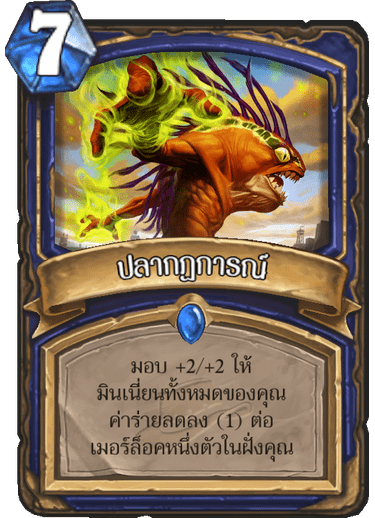 7
ปลากฏการณ์
มอบ +2/+2 ให้
มินเนี่ยนทั้งหมดของคุณ
ค่าร่ายลดลง (1) ต่อ
เมอร์ล็อคหนึ่งตัวในฝั่งคุณ